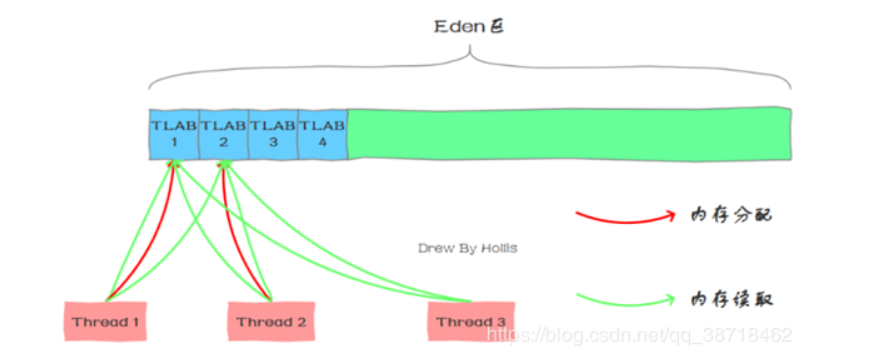 Eden区
TLAB
1
TLAB
2
TLAB
3
TLAB
4
内存分配
Drew By Hollis
内存读取
Thread 1
Thread 2
Thread 3
https://blog.csdn.net/qq_38718462